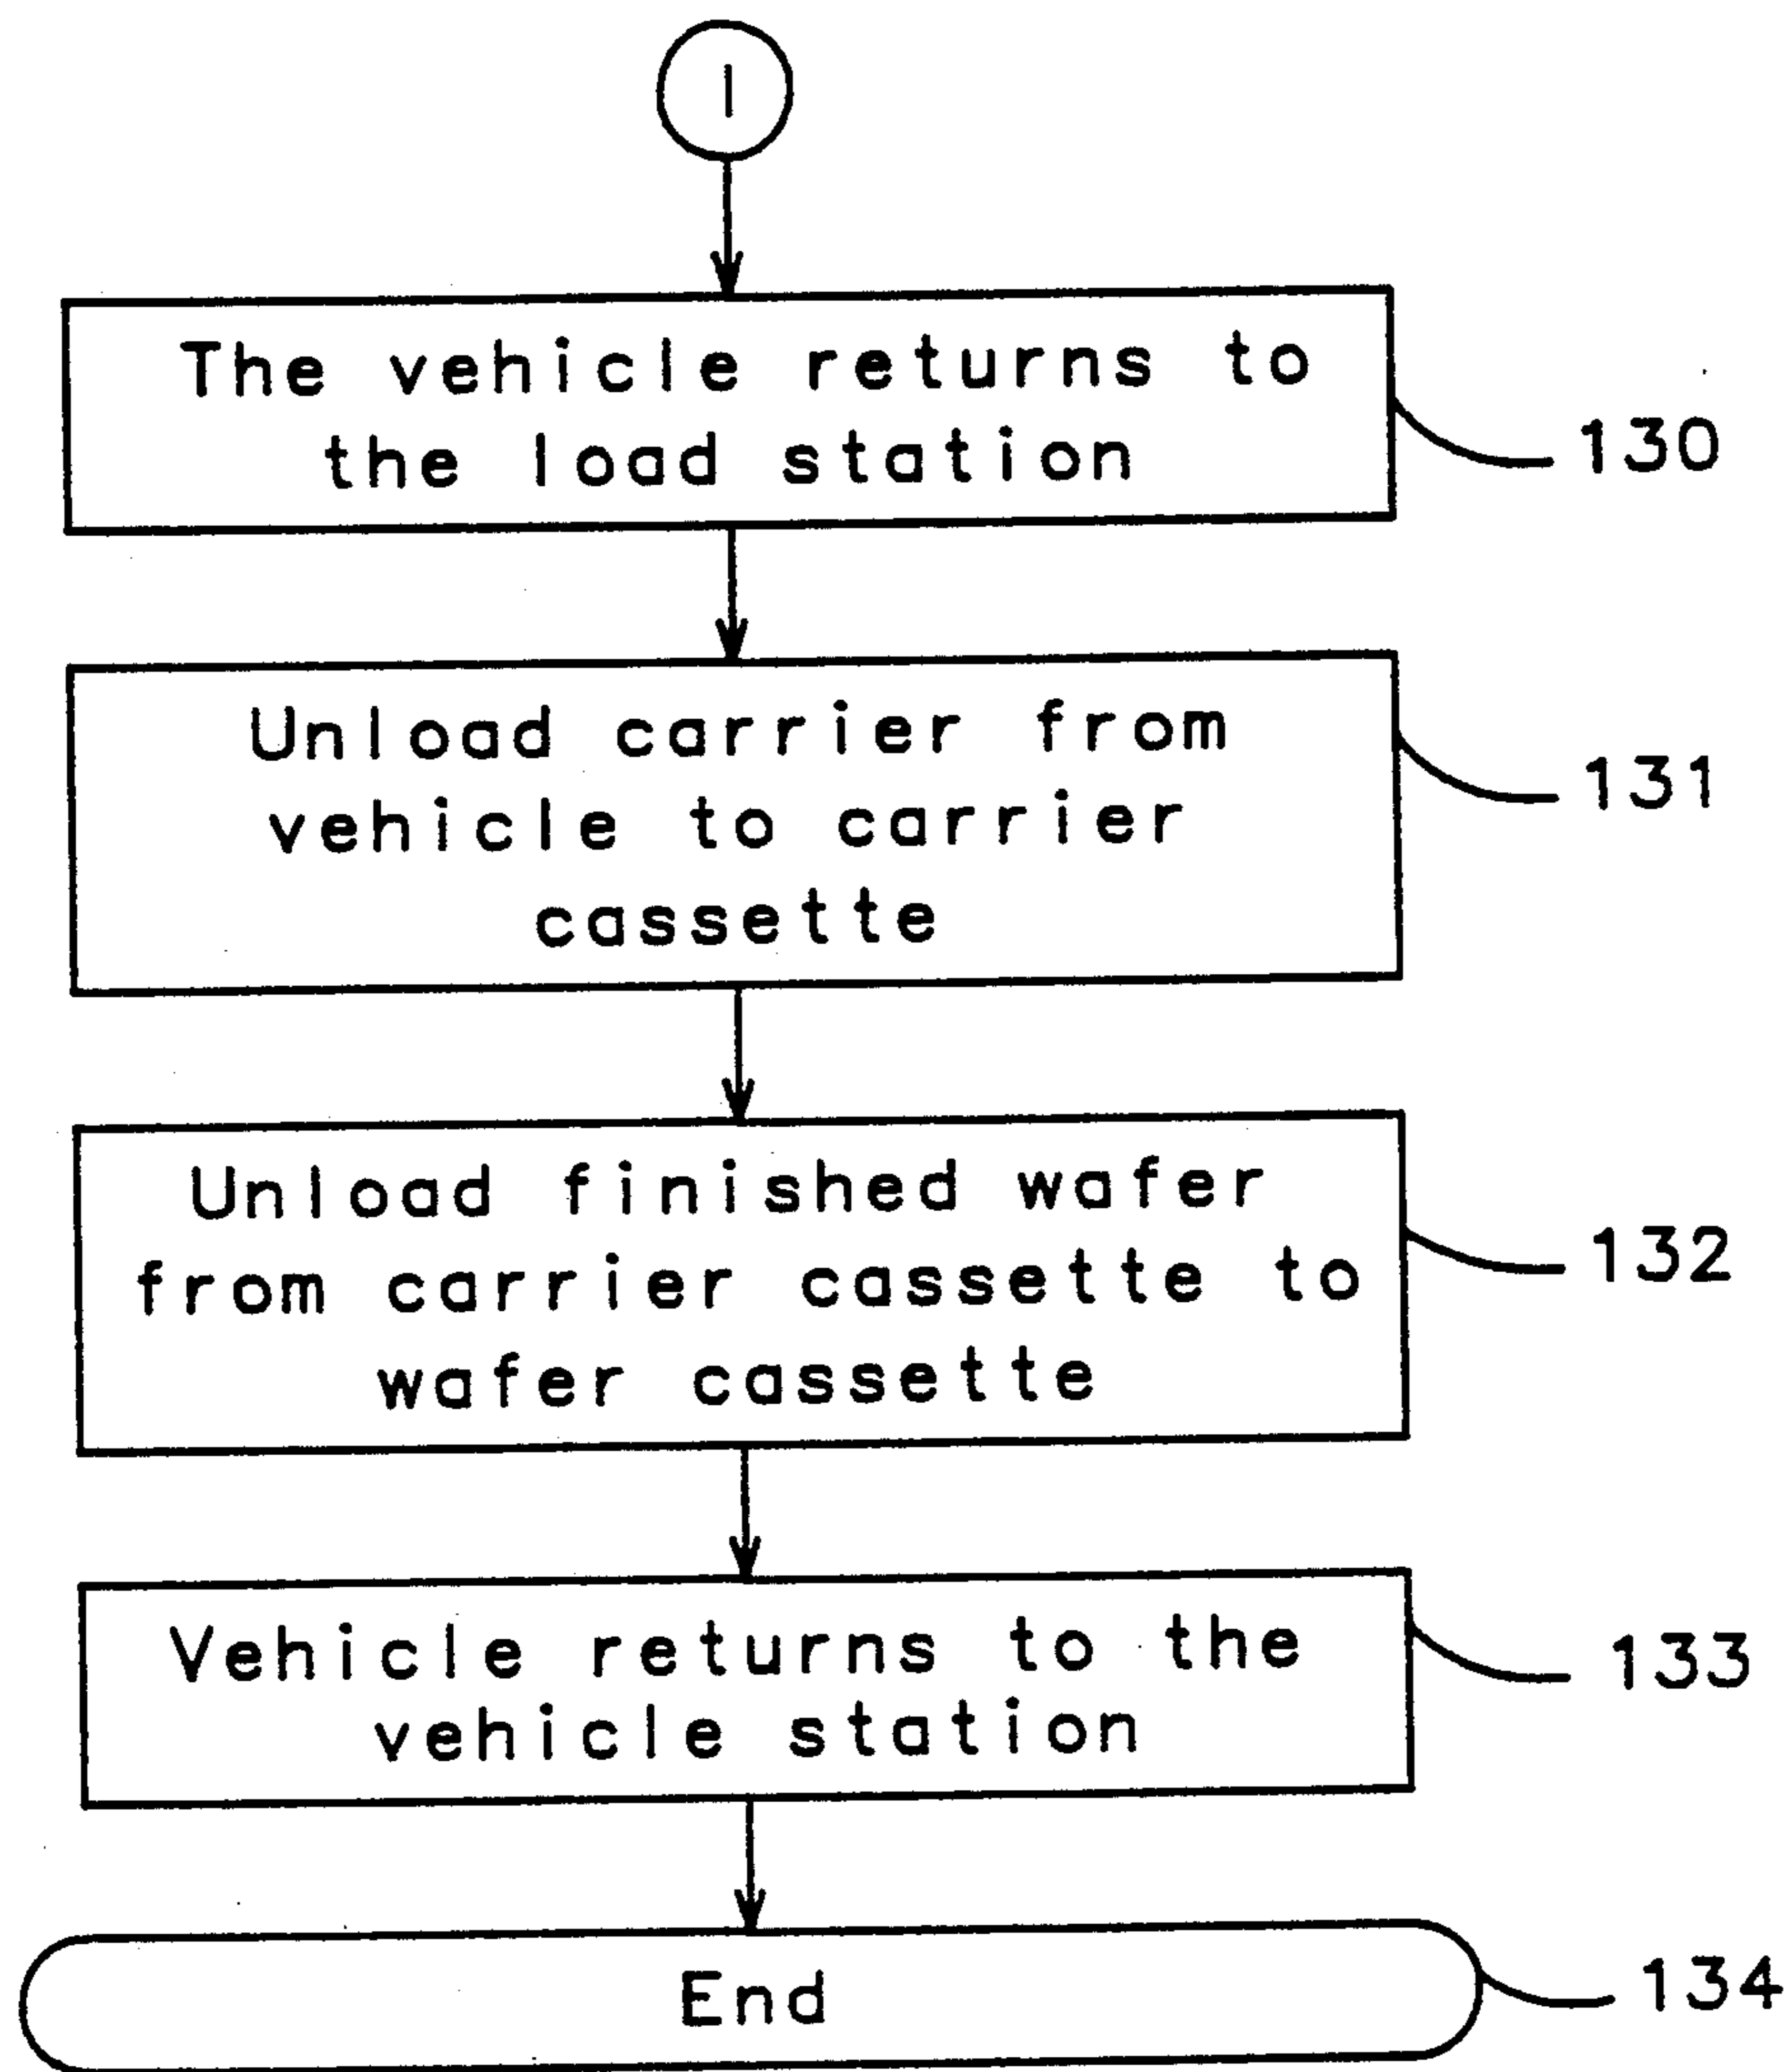 1
The vehicle returns to
the load station
130
Unload carrier from
vehicle to carrier
cassette
131
Unload finished wafer
from carrier cassette to
wafer cassette
132
Vehicle returns to the
vehicle station
133
End
134